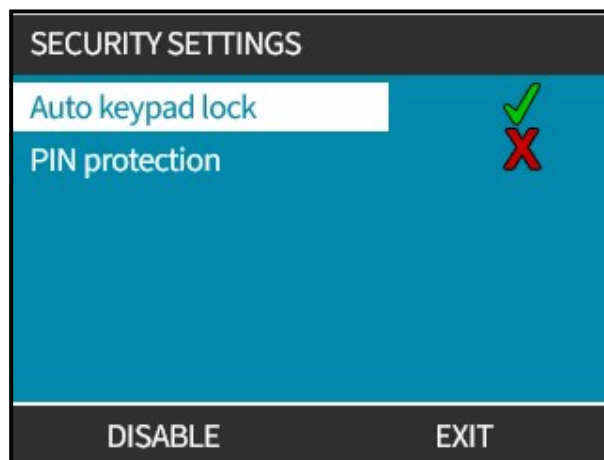 SECURITY SETTINGS
Auto keypad lock
PIN protection
DISABLE EXIT